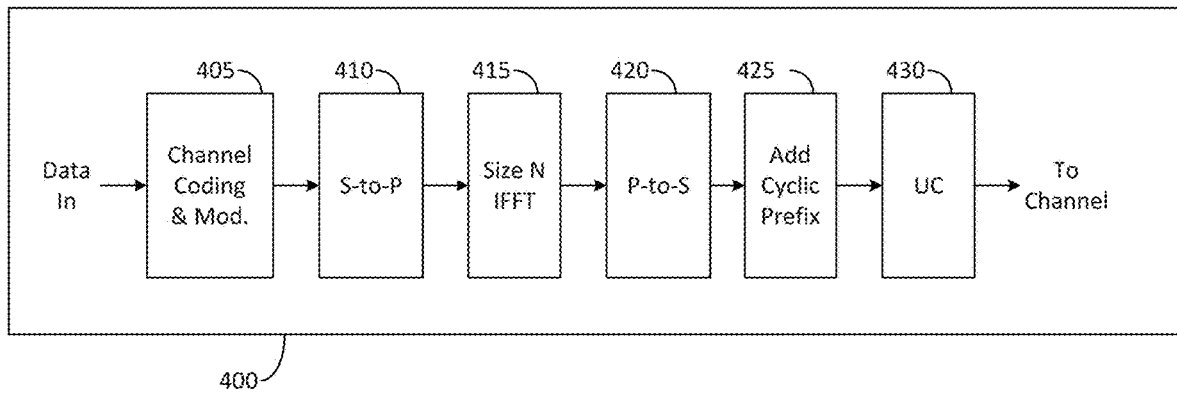 405
410
415
420
425
430
Data
In
Channel
Coding
& Mod.
S-to-P
Size N
IFFT
P-to-S
Add
Cyclic
Prefix
UC
To
Channel
400